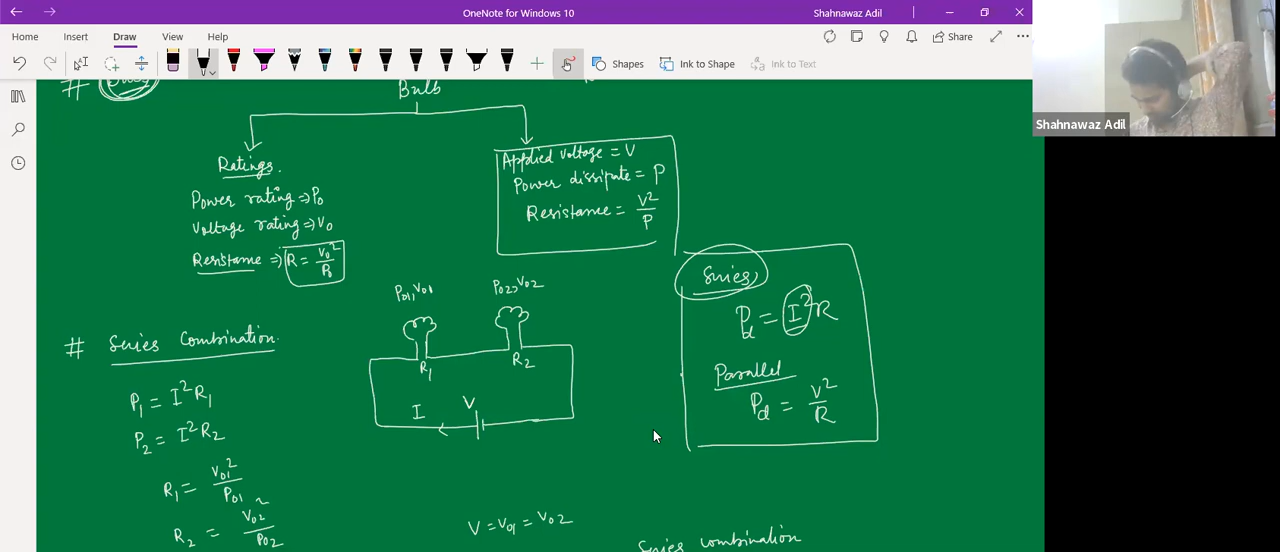 OneNote for Windows 10
Shahnawaz Adil
Home Insert Draw View Help
Share
Shapes Ink to Shape Ink to Text
Shahnawaz Adil
#
Bulb
Ratings.
Power rating ⇒ P₀
Voltage rating ⇒ V₀
Resistance ⇒ R = V₀²/P₀
Applied voltage = V
Power dissipate = P
Resistance = V²/P
# Series Combination.
P₁ = I²R₁
P₂ = I²R₂
R₁ = V₀₁²/P₀₁
R₂ = V₀₂²/P₀₂
P₀₁, V₀₁
P₀₂, V₀₂
R₁
R₂
I
V
V = V₀₁ = V₀₂
Series
P_d = I²R
Parallel
P_d = V²/R
Series combination